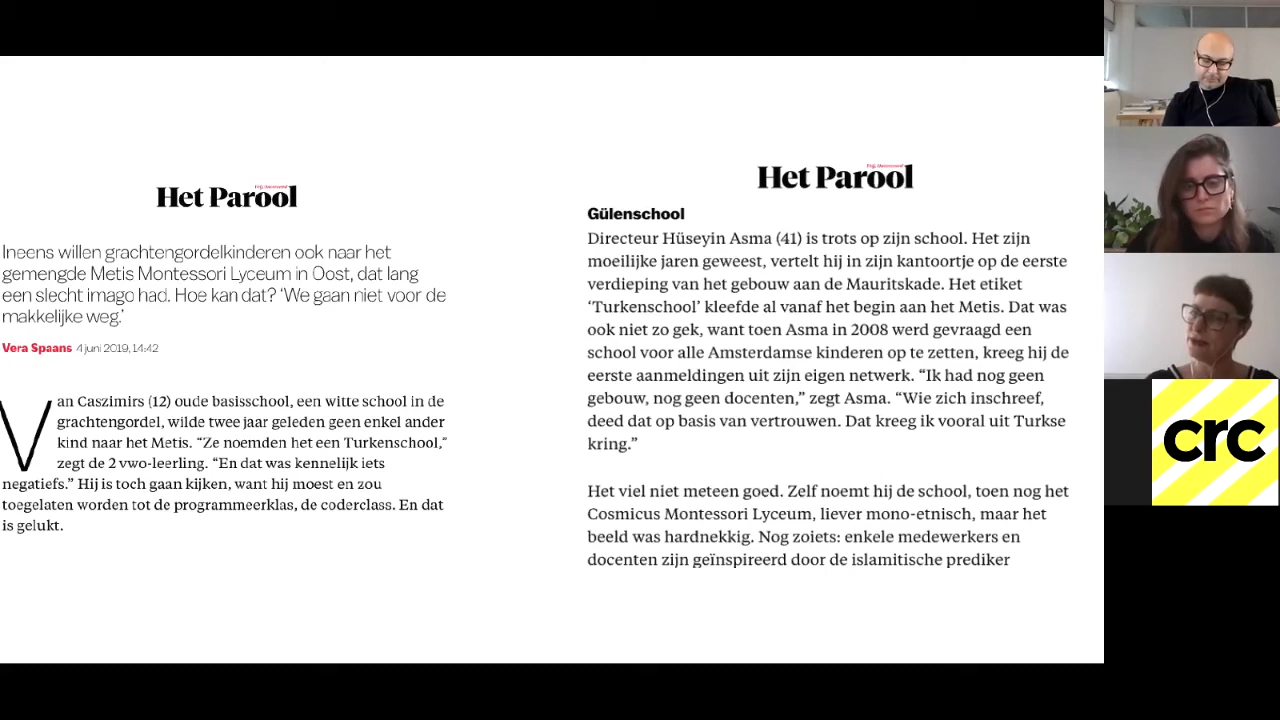 Het Parool
Ineens willen grachtengordelkinderen ook naar het
gemengde Metis Montessori Lyceum in Oost, dat lang
een slecht imago had. Hoe kan dat? ‘We gaan niet voor de
makkelijke weg.’
Vera Spaans 4 juni 2019, 14:42
Van Caszimirs (12) oude basisschool, een witte school in de
grachtengordel, wilde twee jaar geleden geen enkel ander
kind naar het Metis. “Ze noemden het een Turkenschool,”
zegt de 2 vwo-leerling. “En dat was kennelijk iets
negatiefs.” Hij is toch gaan kijken, want hij moest en zou
toegelaten worden tot de programmeerklas, de coderclass. En dat
is gelukt.
Het Parool
Gülenschool
Directeur Hüseyin Asma (41) is trots op zijn school. Het zijn
moeilijke jaren geweest, vertelt hij in zijn kantoortje op de eerste
verdieping van het gebouw aan de Mauritskade. Het etiket
‘Turkenschool’ kleefde al vanaf het begin aan het Metis. Dat was
ook niet zo gek, want toen Asma in 2008 werd gevraagd een
school voor alle Amsterdamse kinderen op te zetten, kreeg hij de
eerste aanmeldingen uit zijn eigen netwerk. “Ik had nog geen
gebouw, nog geen docenten,” zegt Asma. “Wie zich inschreef,
deed dat op basis van vertrouwen. Dat kreeg ik vooral uit Turkse
kring.”
Het viel niet meteen goed. Zelf noemt hij de school, toen nog het
Cosmicus Montessori Lyceum, liever mono-etnisch, maar het
beeld was hardnekkig. Nog zoiets: enkele medewerkers en
docenten zijn geïnspireerd door de islamitische prediker
crc